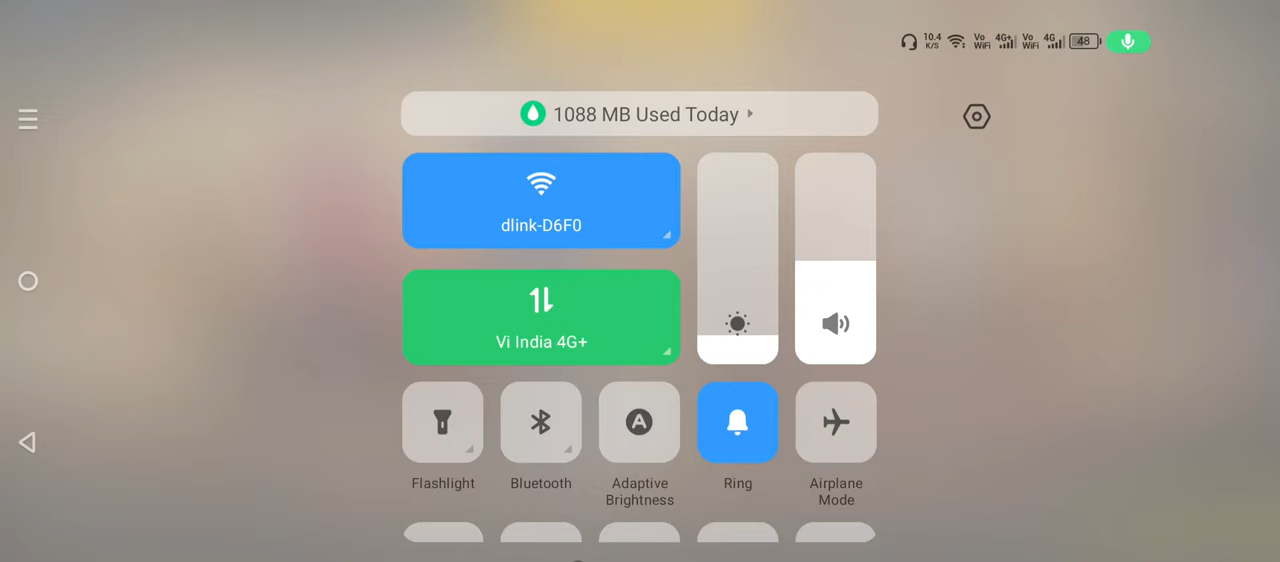 10.4 K/S Vo WiFi 4G+ Vo WiFi 4G 48
1088 MB Used Today
dlink-D6F0
Vi India 4G+
A
Flashlight
Bluetooth
Adaptive
Brightness
Ring
Airplane
Mode